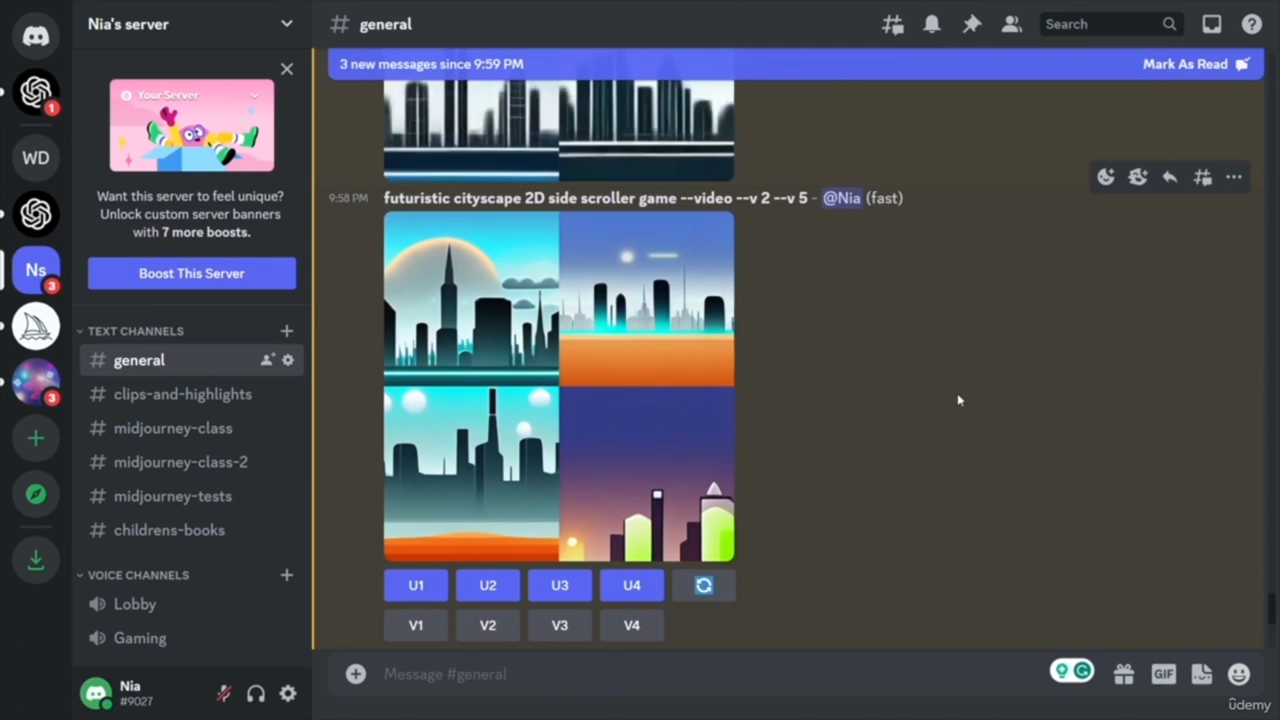 Nia's server
general
Search
3 new messages since 9:59 PM
Mark As Read
1
WD
Your Server
Want this server to feel unique?
Unlock custom server banners
with 7 more boosts.
Boost This Server
Ns
3
3
TEXT CHANNELS
general
clips-and-highlights
midjourney-class
midjourney-class-2
midjourney-tests
childrens-books
VOICE CHANNELS
Lobby
Gaming
Nia
#9027
9:58 PM
futuristic cityscape 2D side scroller game --video --v 2 --v 5 - @Nia (fast)
U1 U2 U3 U4
V1 V2 V3 V4
Message #general
GIF
ûdemy